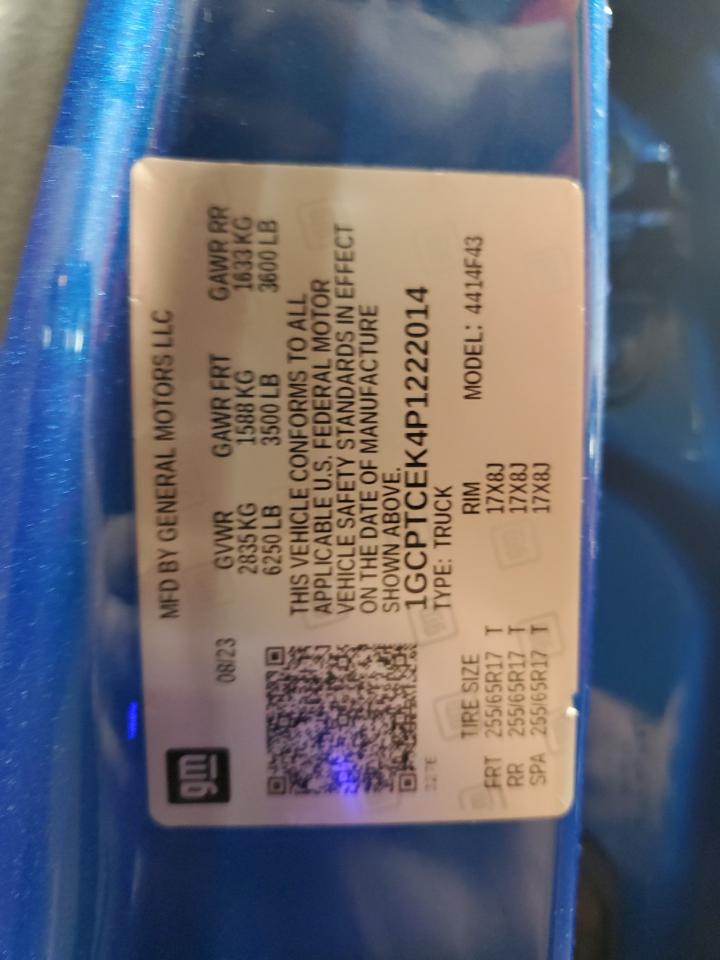 gm
MFD BY GENERAL MOTORS LLC
08/23
GVWR GAWR FRT GAWR RR
2835 KG 1588 KG 1633 KG
6250 LB 3500 LB 3600 LB
THIS VEHICLE CONFORMS TO ALL
APPLICABLE U.S. FEDERAL MOTOR
VEHICLE SAFETY STANDARDS IN EFFECT
ON THE DATE OF MANUFACTURE
SHOWN ABOVE.
1GCPTCEK4P1222014
TYPE: TRUCK
TIRE SIZE RIM MODEL: 4414F43
FRT 255/65R17 T 17X8J
RR 255/65R17 T 17X8J
SPA 255/65R17 T 17X8J